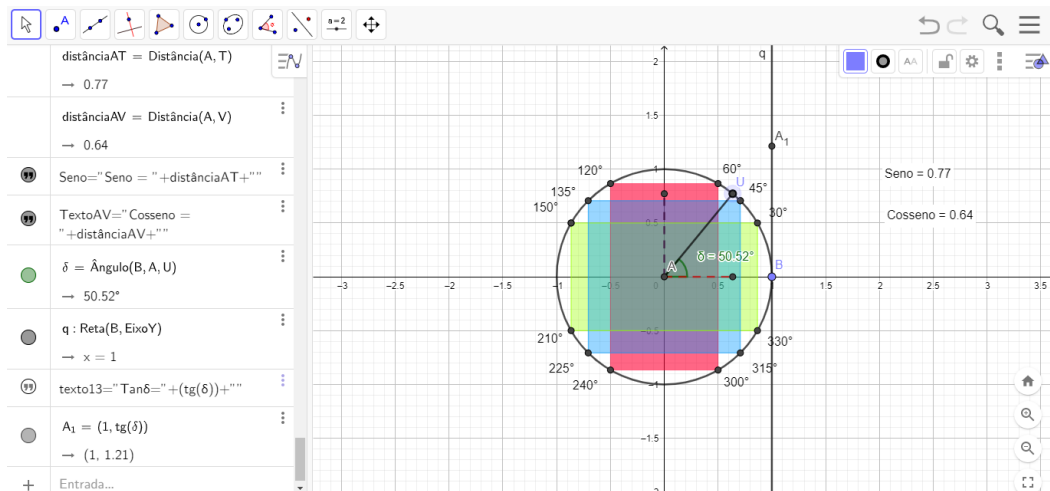 A
a=2
distânciaAT = Distância(A, T)
→ 0.77
distânciaAV = Distância(A, V)
→ 0.64
Seno="Seno = "+distânciaAT+""
TextoAV="Cosseno =
"+distânciaAV+""
δ = Ângulo(B, A, U)
→ 50.52°
q : Reta(B, EixoY)
→ x = 1
texto13="Tanδ="+(tg(δ))+""
A₁ = (1, tg(δ))
→ (1, 1.21)
+ Entrada...
AA
q
2
1.5
A₁
1
120°
60°
U
135°
45°
150°
30°
0.5
Seno = 0.77
Cosseno = 0.64
δ = 50.52°
A
B
-3 -2.5 -2 -1.5 -1 -0.5 0 0.5 1.5 2 2.5 3 3.5
-0.5
210°
330°
225°
315°
240°
300°
-1
-1.5
-2